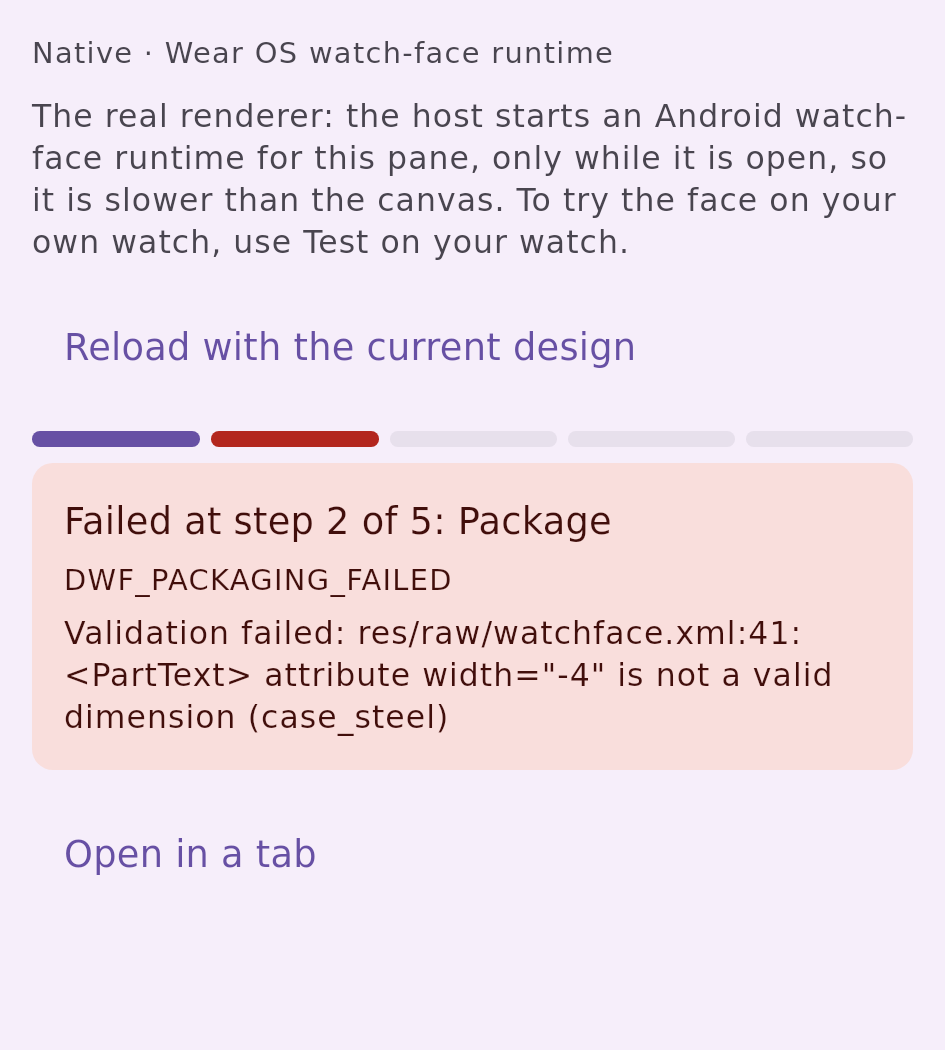 Native · Wear OS watch-face runtime
The real renderer: the host starts an Android watch-
face runtime for this pane, only while it is open, so
it is slower than the canvas. To try the face on your
own watch, use Test on your watch.
Reload with the current design
Failed at step 2 of 5: Package
DWF_PACKAGING_FAILED
Validation failed: res/raw/watchface.xml:41:
<PartText> attribute width="-4" is not a valid
dimension (case_steel)
Open in a tab